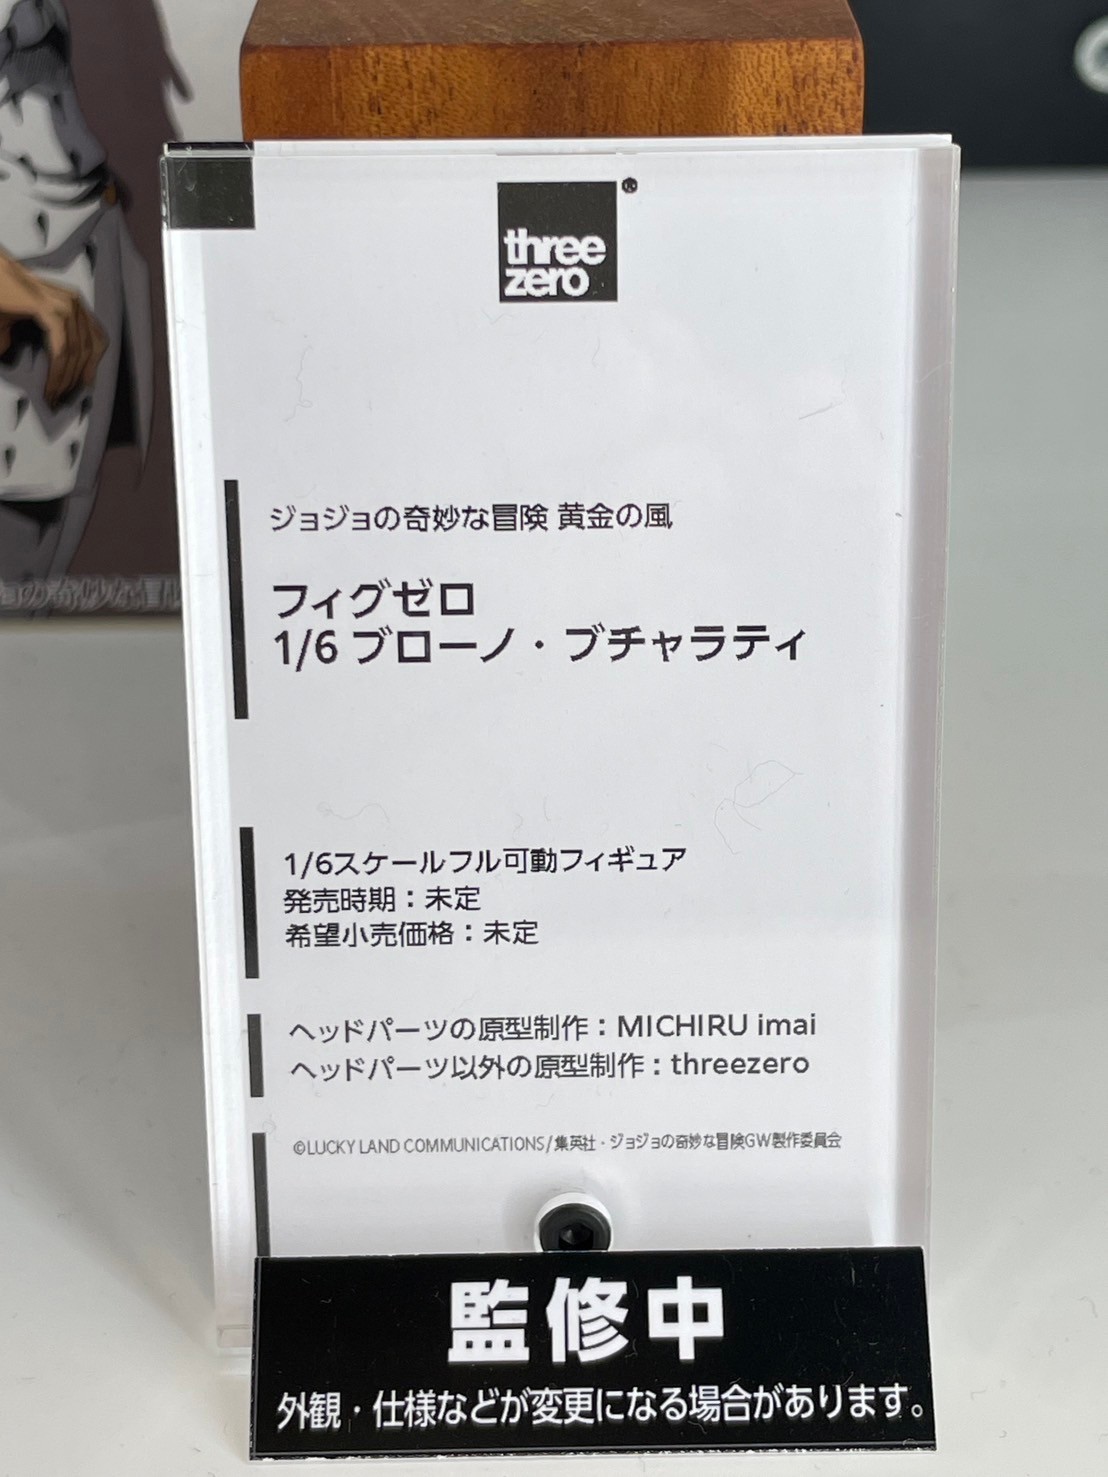 three
zero
ジョジョの奇妙な冒険 黄金の風
フィグゼロ
1/6 ブローノ・ブチャラティ
1/6スケールフル可動フィギュア
発売時期：未定
希望小売価格：未定
ヘッドパーツの原型制作：MICHIRU imai
ヘッドパーツ以外の原型制作：threezero
©LUCKY LAND COMMUNICATIONS/集英社・ジョジョの奇妙な冒険GW製作委員会
監修中
外観・仕様などが変更になる場合があります。
ョの奇妙な冒